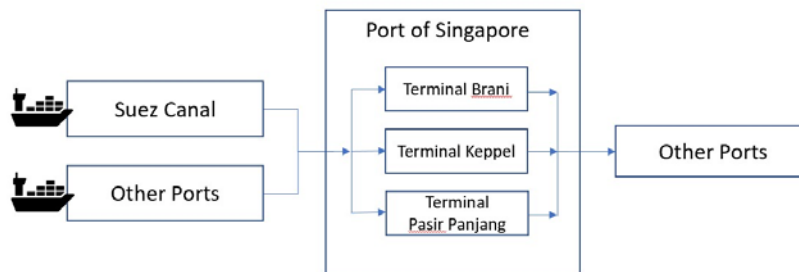 Port of Singapore
Suez Canal
Other Ports
Terminal Brani
Terminal Keppel
Terminal
Pasir Panjang
Other Ports